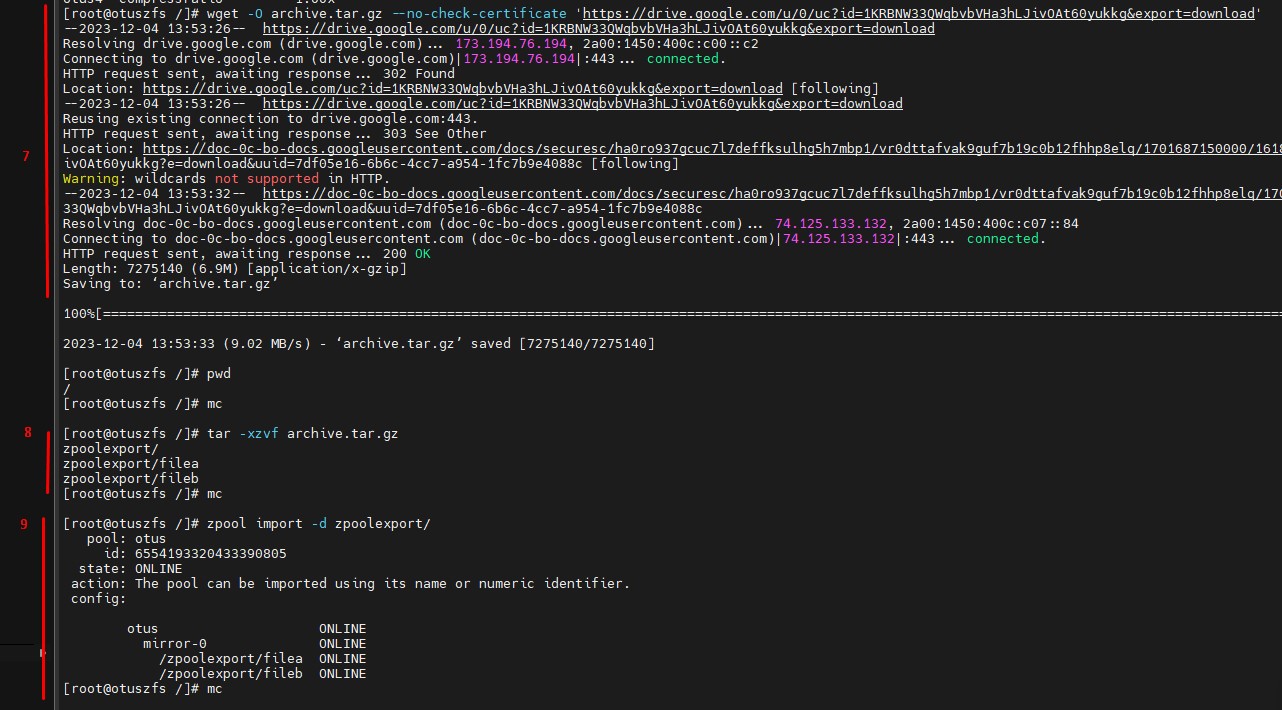 otus4  compressratio  1.00x
[root@otuszfs /]# wget -O archive.tar.gz --no-check-certificate 'https://drive.google.com/u/0/uc?id=1KRBNW33QWqbvbVHa3hLJivOAt60yukkg&export=download'
--2023-12-04 13:53:26--  https://drive.google.com/u/0/uc?id=1KRBNW33QWqbvbVHa3hLJivOAt60yukkg&export=download
Resolving drive.google.com (drive.google.com)... 173.194.76.194, 2a00:1450:400c:c00::c2
Connecting to drive.google.com (drive.google.com)|173.194.76.194|:443... connected.
HTTP request sent, awaiting response... 302 Found
Location: https://drive.google.com/uc?id=1KRBNW33QWqbvbVHa3hLJivOAt60yukkg&export=download [following]
--2023-12-04 13:53:26--  https://drive.google.com/uc?id=1KRBNW33QWqbvbVHa3hLJivOAt60yukkg&export=download
Reusing existing connection to drive.google.com:443.
HTTP request sent, awaiting response... 303 See Other
7 Location: https://doc-0c-bo-docs.googleusercontent.com/docs/securesc/ha0ro937gcuc7l7deffksulhg5h7mbp1/vr0dttafvak9guf7b19c0b12fhhp8elq/1701687150000/1618
ivOAt60yukkg?e=download&uuid=7df05e16-6b6c-4cc7-a954-1fc7b9e4088c [following]
Warning: wildcards not supported in HTTP.
--2023-12-04 13:53:32--  https://doc-0c-bo-docs.googleusercontent.com/docs/securesc/ha0ro937gcuc7l7deffksulhg5h7mbp1/vr0dttafvak9guf7b19c0b12fhhp8elq/170
33QWqbvbVHa3hLJivOAt60yukkg?e=download&uuid=7df05e16-6b6c-4cc7-a954-1fc7b9e4088c
Resolving doc-0c-bo-docs.googleusercontent.com (doc-0c-bo-docs.googleusercontent.com)... 74.125.133.132, 2a00:1450:400c:c07::84
Connecting to doc-0c-bo-docs.googleusercontent.com (doc-0c-bo-docs.googleusercontent.com)|74.125.133.132|:443... connected.
HTTP request sent, awaiting response... 200 OK
Length: 7275140 (6.9M) [application/x-gzip]
Saving to: ‘archive.tar.gz’
100%[==================================================
2023-12-04 13:53:33 (9.02 MB/s) - ‘archive.tar.gz’ saved [7275140/7275140]
[root@otuszfs /]# pwd
/
[root@otuszfs /]# mc
8 [root@otuszfs /]# tar -xzvf archive.tar.gz
zpoolexport/
zpoolexport/filea
zpoolexport/fileb
[root@otuszfs /]# mc
9 [root@otuszfs /]# zpool import -d zpoolexport/
pool: otus
id: 6554193320433390805
state: ONLINE
action: The pool can be imported using its name or numeric identifier.
config:
otus ONLINE
mirror-0 ONLINE
/zpoolexport/filea ONLINE
/zpoolexport/fileb ONLINE
[root@otuszfs /]# mc